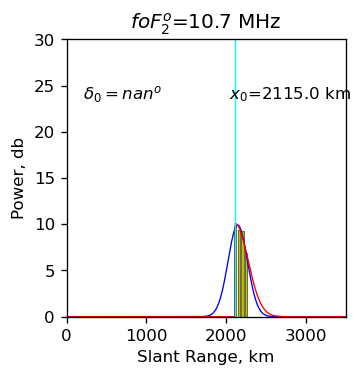 foF₂ᵒ=10.7 MHz
30
25
20
15
10
5
0
Power, db
δ₀ = nanᵒ
x₀=2115.0 km
0 1000 2000 3000
Slant Range, km